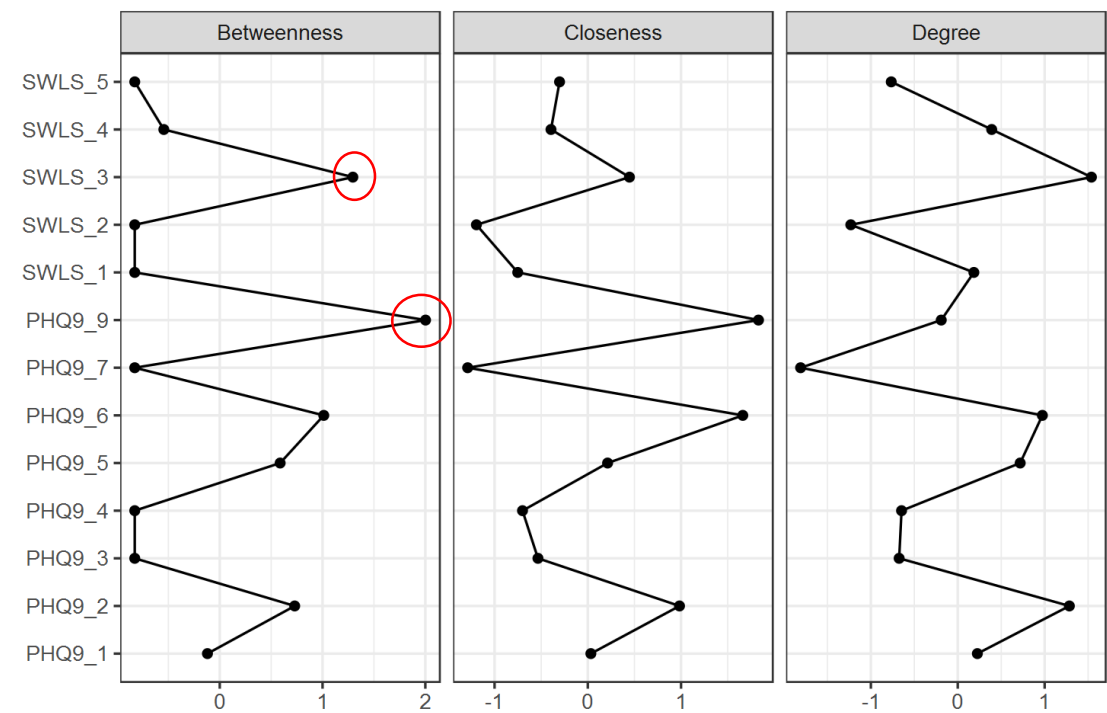 Betweenness Closeness Degree
SWLS_5
SWLS_4
SWLS_3
SWLS_2
SWLS_1
PHQ9_9
PHQ9_7
PHQ9_6
PHQ9_5
PHQ9_4
PHQ9_3
PHQ9_2
PHQ9_1
0 1 2 -1 0 1 -1 0 1